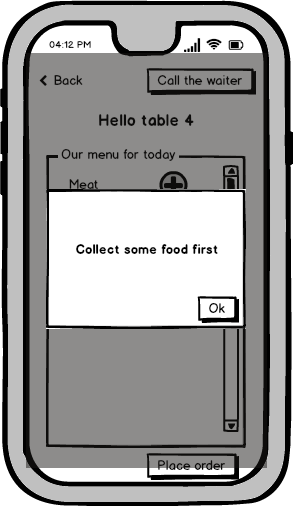 04:12 PM
Back
Call the waiter
Hello table 4
Our menu for today
Meat
Collect some food first
Ok
Place order